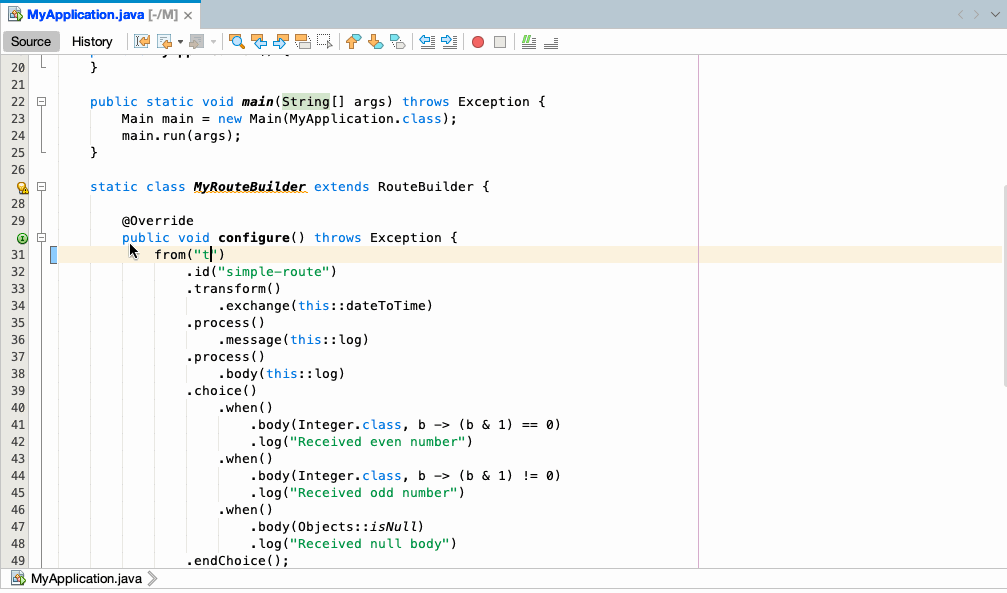 MyApplication.java [-/M]
Source History
20 }
21
22 public static void main(String[] args) throws Exception {
23 Main main = new Main(MyApplication.class);
24 main.run(args);
25 }
26
static class MyRouteBuilder extends RouteBuilder {
28
29 @Override
public void configure() throws Exception {
31 from("t")
32 .id("simple-route")
33 .transform()
34 .exchange(this::dateToTime)
35 .process()
36 .message(this::log)
37 .process()
38 .body(this::log)
39 .choice()
40 .when()
41 .body(Integer.class, b -> (b & 1) == 0)
42 .log("Received even number")
43 .when()
44 .body(Integer.class, b -> (b & 1) != 0)
45 .log("Received odd number")
46 .when()
47 .body(Objects::isNull)
48 .log("Received null body")
49 .endChoice();
MyApplication.java